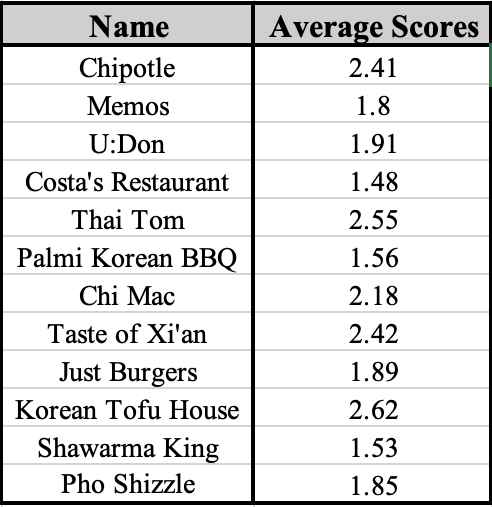 Name Average Scores
Chipotle 2.41
Memos 1.8
U:Don 1.91
Costa's Restaurant 1.48
Thai Tom 2.55
Palmi Korean BBQ 1.56
Chi Mac 2.18
Taste of Xi'an 2.42
Just Burgers 1.89
Korean Tofu House 2.62
Shawarma King 1.53
Pho Shizzle 1.85